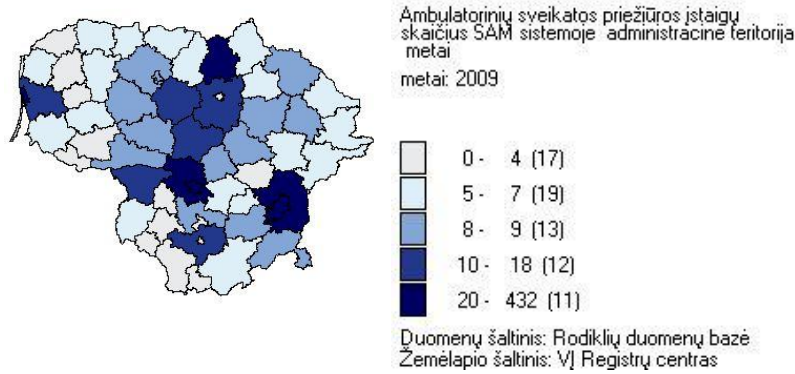 Ambulatorinių sveikatos priežiūros įstaigų
skaičius SAM sistemoje administracinė teritorija
metai
metai: 2009
0 - 4 (17)
5 - 7 (19)
8 - 9 (13)
10 - 18 (12)
20 - 432 (11)
Duomenų šaltinis: Rodiklių duomenų bazė
Žemėlapio šaltinis: VĮ Registrų centras